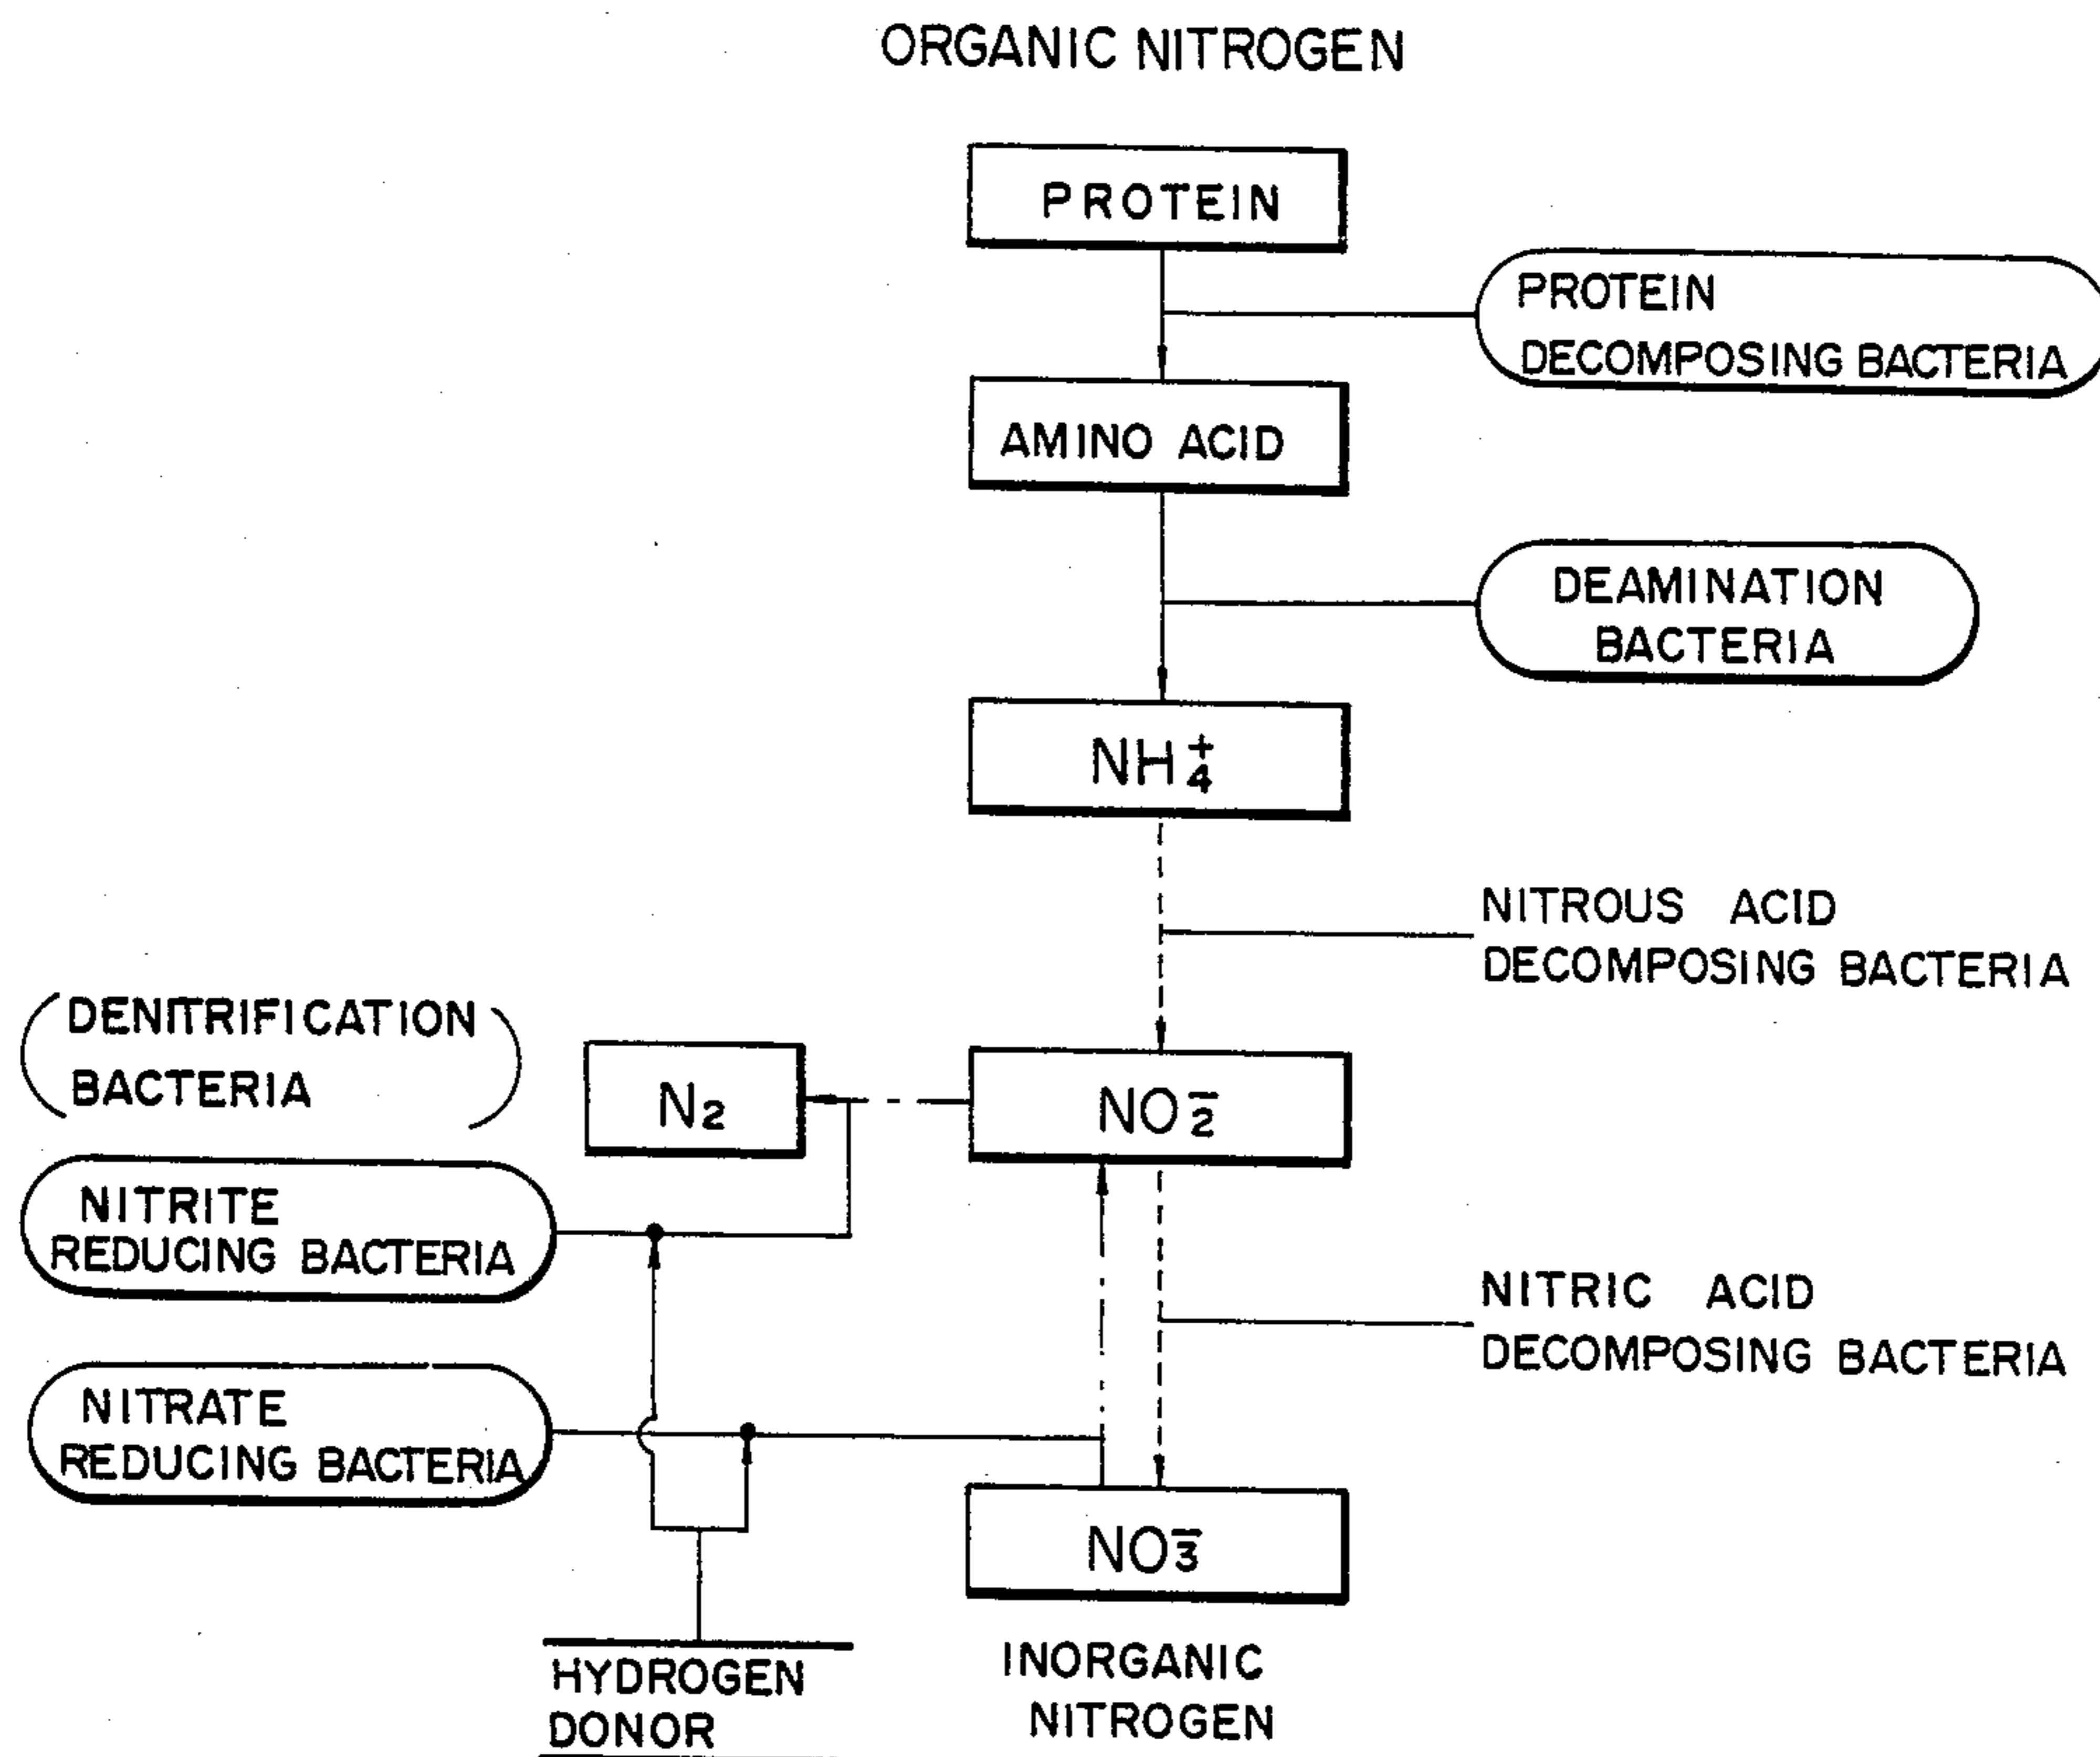 ORGANIC NITROGEN
PROTEIN
PROTEIN
DECOMPOSING BACTERIA
AMINO ACID
DEAMINATION
BACTERIA
NH₄⁺
NITROUS ACID
DECOMPOSING BACTERIA
(DENITRIFICATION
BACTERIA)
N₂
NO₂⁻
NITRITE
REDUCING BACTERIA
NITRIC ACID
DECOMPOSING BACTERIA
NITRATE
REDUCING BACTERIA
NO₃⁻
HYDROGEN
DONOR
INORGANIC
NITROGEN